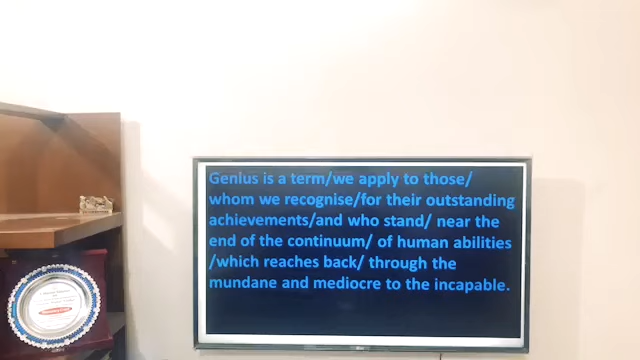 Genius is a term/we apply to those/
whom we recognise/for their outstanding
achievements/and who stand/ near the
end of the continuum/ of human abilities
/which reaches back/ through the
mundane and mediocre to the incapable.